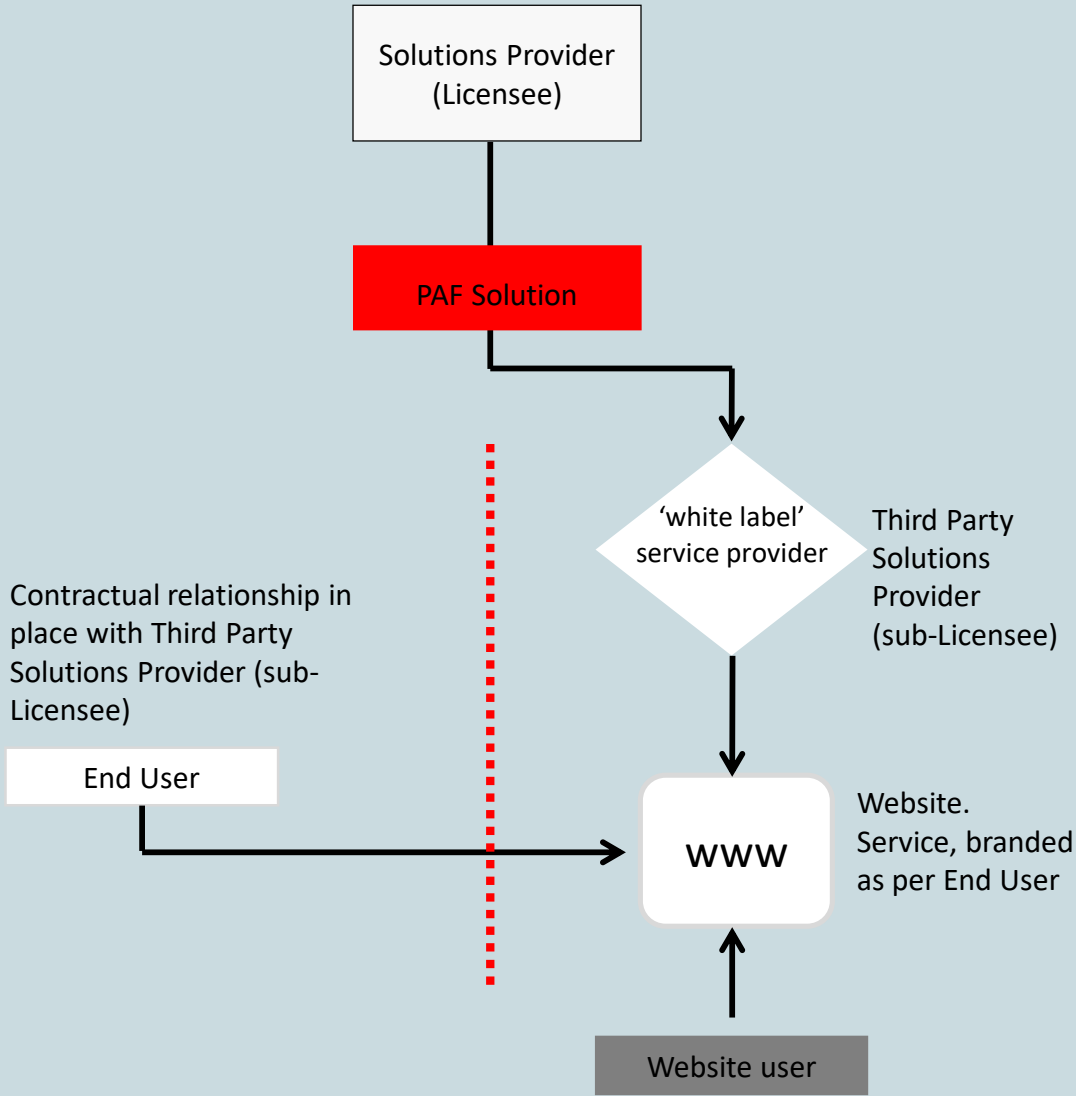 Solutions Provider
(Licensee)
PAF Solution
‘white label’
service provider
Third Party
Solutions
Provider
(sub-Licensee)
Contractual relationship in
place with Third Party
Solutions Provider (sub-
Licensee)
End User
www
Website.
Service, branded
as per End User
Website user